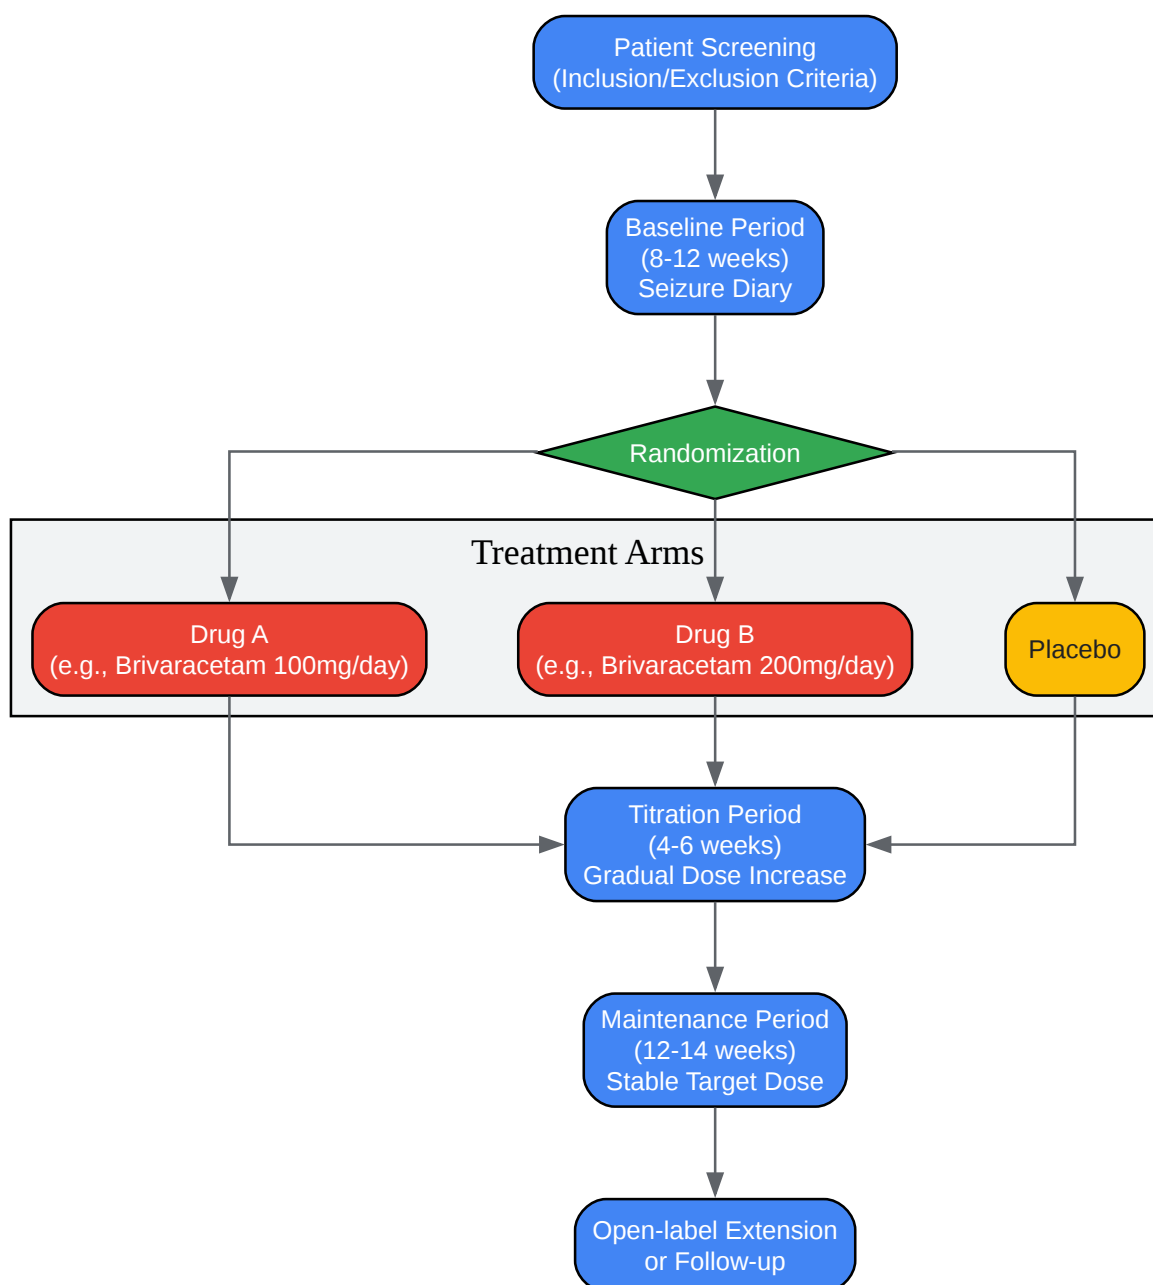 Patient Screening
(Inclusion/Exclusion Criteria)
Baseline Period
(8-12 weeks)
Seizure Diary
Randomization
Treatment Arms
Drug A
(e.g., Brivaracetam 100mg/day)
Drug B
(e.g., Brivaracetam 200mg/day)
Placebo
Titration Period
(4-6 weeks)
Gradual Dose Increase
Maintenance Period
(12-14 weeks)
Stable Target Dose
Open-label Extension
or Follow-up